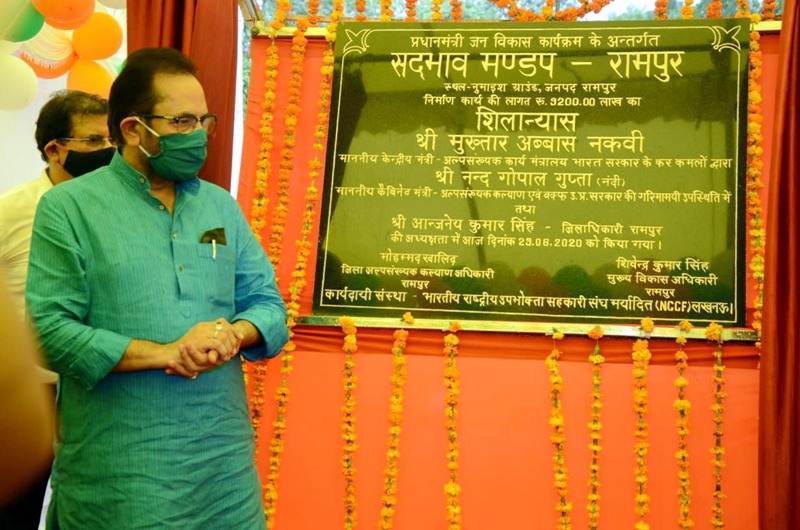 प्रधानमंत्री जन विकास कार्यक्रम के अन्तर्गत
सदभाव मण्डप – रामपुर
स्थल-नुमाइश ग्राउंड, जनपद रामपुर
निर्माण कार्य की लागत रू. 9200.00 लाख का
शिलान्यास
श्री मुख्तार अब्बास नकवी
माननीय केन्द्रीय मंत्री - अल्पसंख्यक कार्य मंत्रालय भारत सरकार के कर कमलों द्वारा
श्री नन्द गोपाल गुप्ता (नंदी)
माननीय कैबिनेट मंत्री - अल्पसंख्यक कल्याण एवं वक्फ उ.प्र.सरकार की गरिमामयी उपस्थिति में
तथा
श्री आन्जनेय कुमार सिंह - जिलाधिकारी रामपुर
की अध्यक्षता में आज दिनांक 29.06.2020 को किया गया।
मोहम्मद खालिद
जिला अल्पसंख्यक कल्याण अधिकारी
रामपुर
शिवेन्द्र कुमार सिंह
मुख्य विकास अधिकारी
रामपुर
कार्यदायी संस्था - भारतीय राष्ट्रीय उपभोक्ता सहकारी संघ मर्यादित (NCCF) लखनऊ।